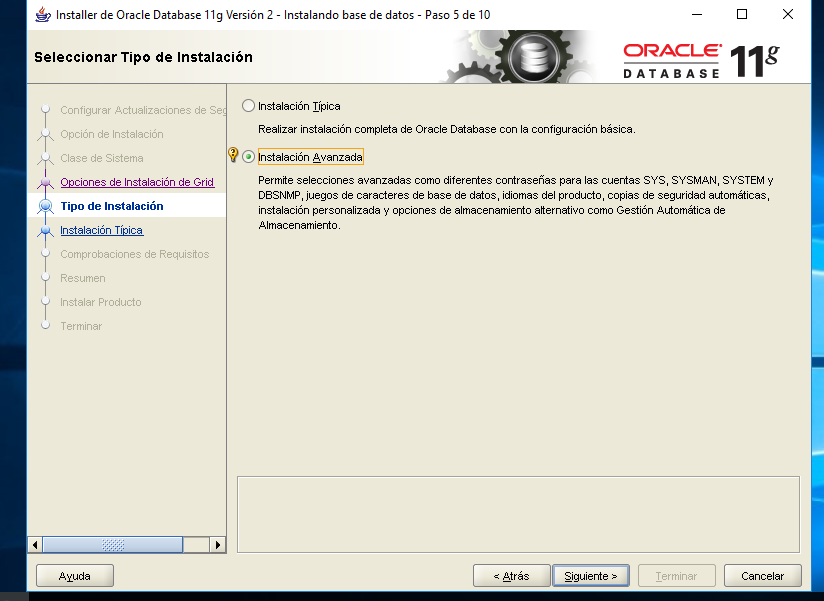 Installer de Oracle Database 11g Versión 2 - Instalando base de datos - Paso 5 de 10
Seleccionar Tipo de Instalación
ORACLE
DATABASE
11g
Configurar Actualizaciones de Seg
Opción de Instalación
Clase de Sistema
Opciones de Instalación de Grid
Tipo de Instalación
Instalación Típica
Comprobaciones de Requisitos
Resumen
Instalar Producto
Terminar
Instalación Típica
Realizar instalación completa de Oracle Database con la configuración básica.
Instalación Avanzada
Permite selecciones avanzadas como diferentes contraseñas para las cuentas SYS, SYSMAN, SYSTEM y
DBSNMP, juegos de caracteres de base de datos, idiomas del producto, copias de seguridad automáticas,
instalación personalizada y opciones de almacenamiento alternativo como Gestión Automática de
Almacenamiento.
Ayuda
< Atrás
Siguiente >
Terminar
Cancelar